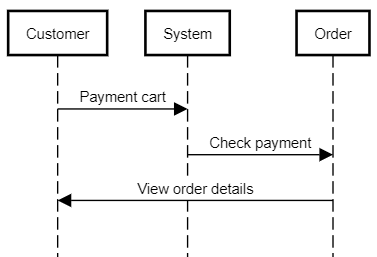 Customer
System
Order
Payment cart
Check payment
View order details